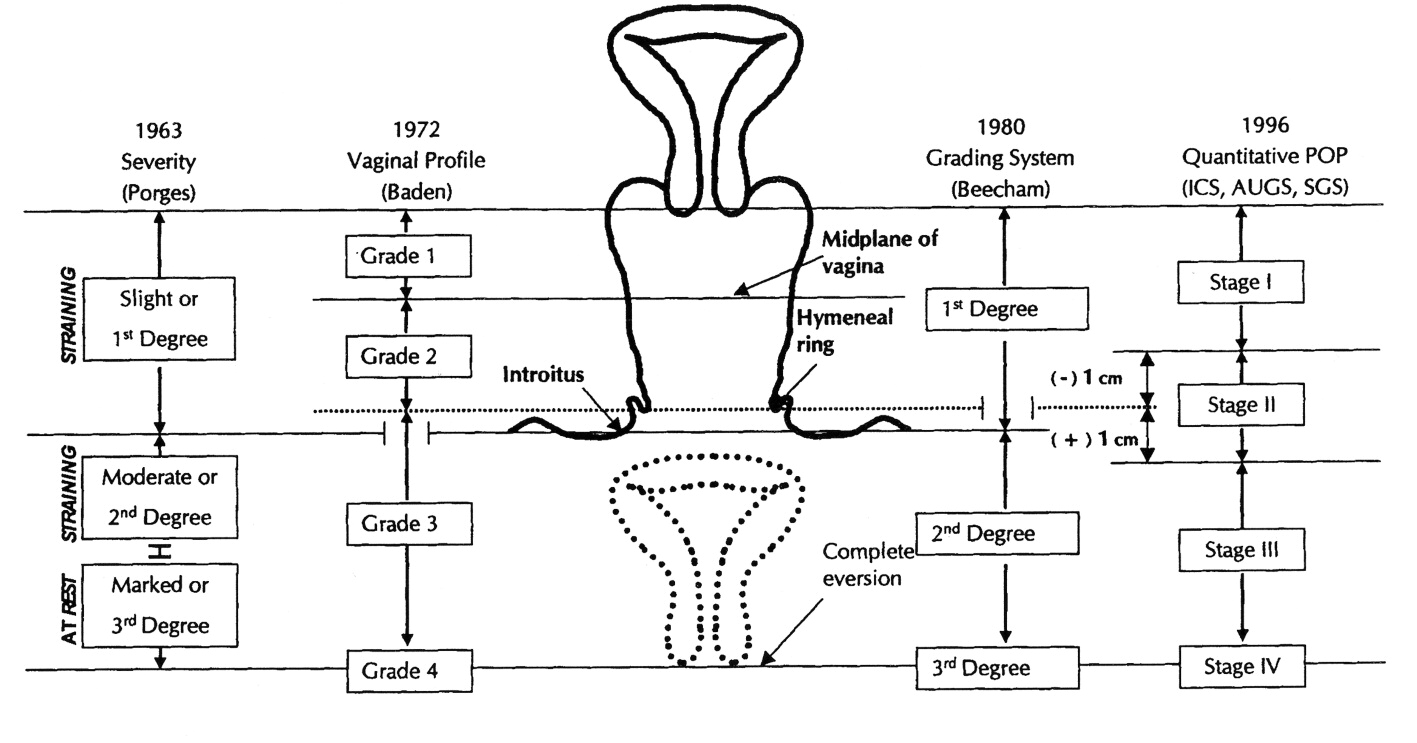 1963
Severity
(Porges)
1972
Vaginal Profile
(Baden)
1980
Grading System
(Beecham)
1996
Quantitative POP
(ICS, AUGS, SGS)
STRAINING
Slight or
1st Degree
STRAINING
Moderate or
2nd Degree
AT REST
Marked or
3rd Degree
Grade 1
Grade 2
Grade 3
Grade 4
Midplane of
vagina
Hymeneal
ring
Introitus
Complete
eversion
1st Degree
2nd Degree
3rd Degree
(-) 1 cm
(+) 1 cm
Stage I
Stage II
Stage III
Stage IV